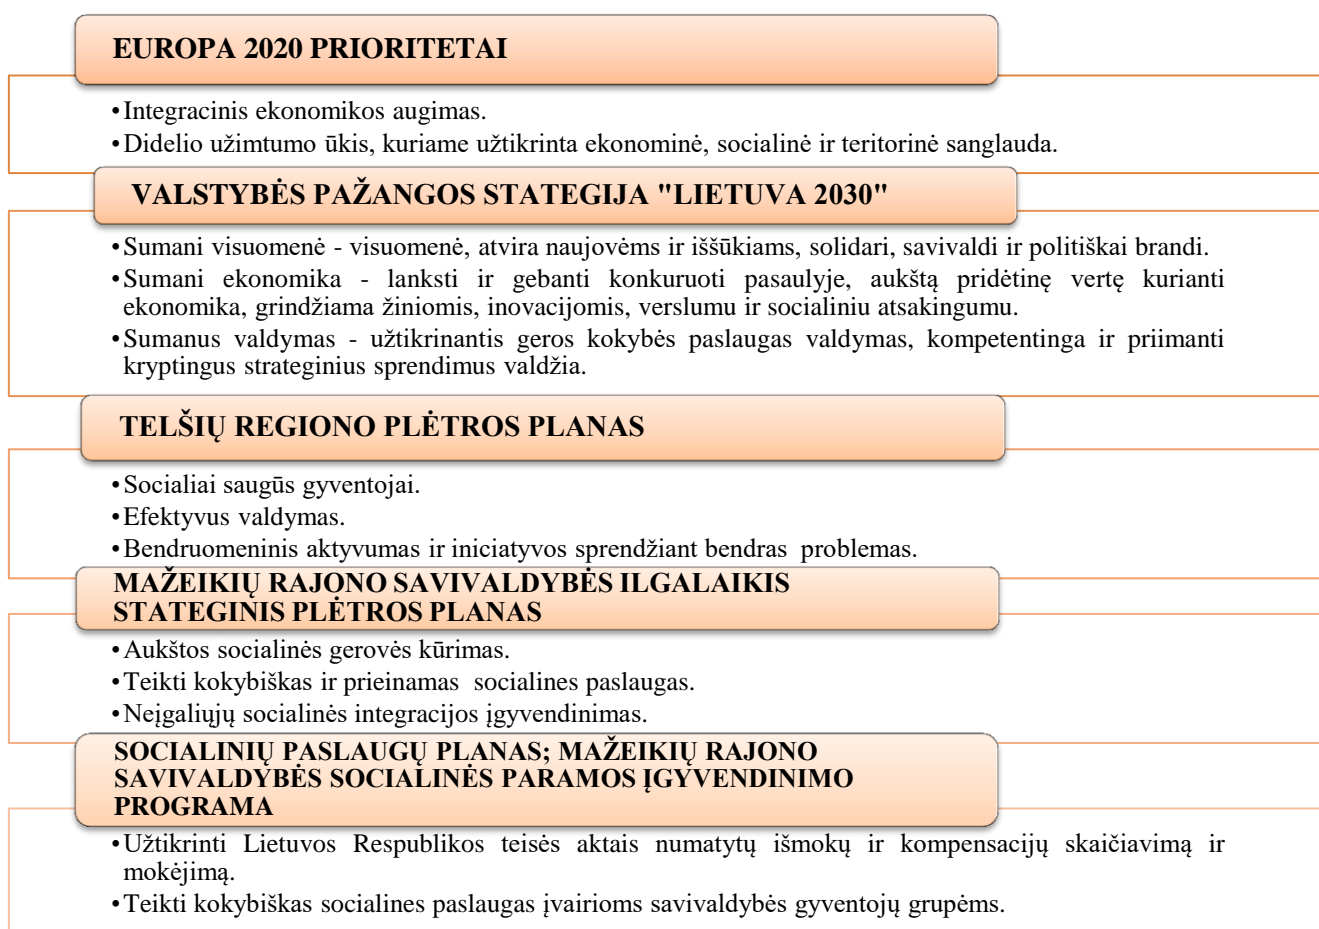 EUROPA 2020 PRIORITETAI
•Integracinis ekonomikos augimas.
•Didelio užimtumo ūkis, kuriame užtikrinta ekonominė, socialinė ir teritorinė sanglauda.
VALSTYBĖS PAŽANGOS STATEGIJA "LIETUVA 2030"
•Sumani visuomenė - visuomenė, atvira naujovėms ir iššūkiams, solidari, savivaldi ir politiškai brandi.
•Sumani ekonomika - lanksti ir gebanti konkuruoti pasaulyje, aukštą pridėtinę vertę kurianti
ekonomika, grindžiama žiniomis, inovacijomis, verslumu ir socialiniu atsakingumu.
•Sumanus valdymas - užtikrinantis geros kokybės paslaugas valdymas, kompetentinga ir priimanti
kryptingus strateginius sprendimus valdžia.
TELŠIŲ REGIONO PLĖTROS PLANAS
•Socialiai saugūs gyventojai.
•Efektyvus valdymas.
•Bendruomeninis aktyvumas ir iniciatyvos sprendžiant bendras problemas.
MAŽEIKIŲ RAJONO SAVIVALDYBĖS ILGALAIKIS
STATEGINIS PLĖTROS PLANAS
•Aukštos socialinės gerovės kūrimas.
•Teikti kokybiškas ir prieinamas socialines paslaugas.
•Neįgaliųjų socialinės integracijos įgyvendinimas.
SOCIALINIŲ PASLAUGŲ PLANAS; MAŽEIKIŲ RAJONO
SAVIVALDYBĖS SOCIALINĖS PARAMOS ĮGYVENDINIMO
PROGRAMA
•Užtikrinti Lietuvos Respublikos teisės aktais numatytų išmokų ir kompensacijų skaičiavimą ir
mokėjimą.
•Teikti kokybiškas socialines paslaugas įvairioms savivaldybės gyventojų grupėms.